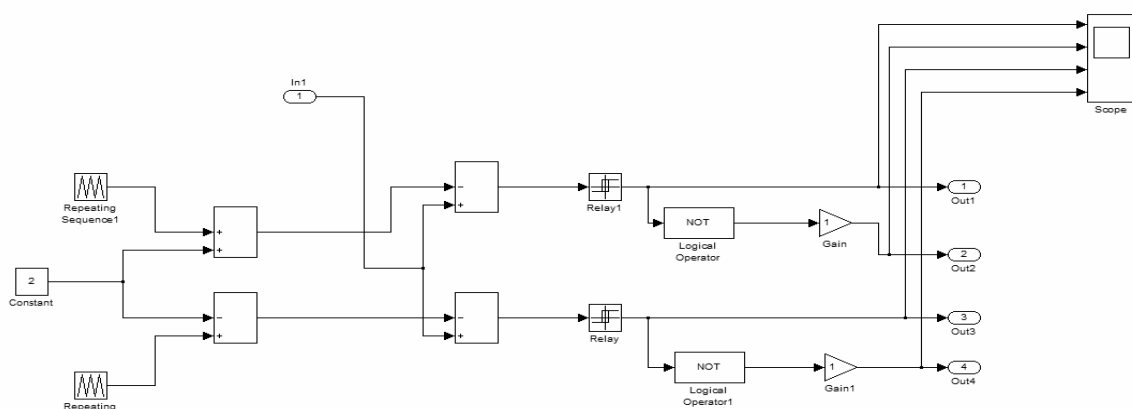 Scope
In1
1
Repeating
Sequence1
+
+
−
+
Relay1
1
Out1
NOT
Logical
Operator
1
Gain
2
Out2
2
Constant
−
+
−
+
Relay
3
Out3
NOT
Logical
Operator1
1
Gain1
4
Out4
Repeating